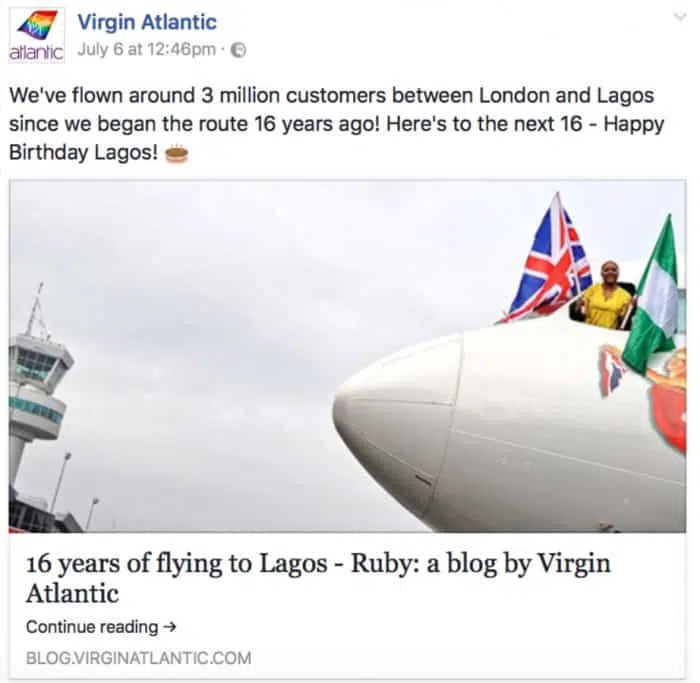 atlantic
Virgin Atlantic
July 6 at 12:46pm ·
We've flown around 3 million customers between London and Lagos
since we began the route 16 years ago! Here's to the next 16 - Happy
Birthday Lagos!
16 years of flying to Lagos - Ruby: a blog by Virgin
Atlantic
Continue reading →
BLOG.VIRGINATLANTIC.COM